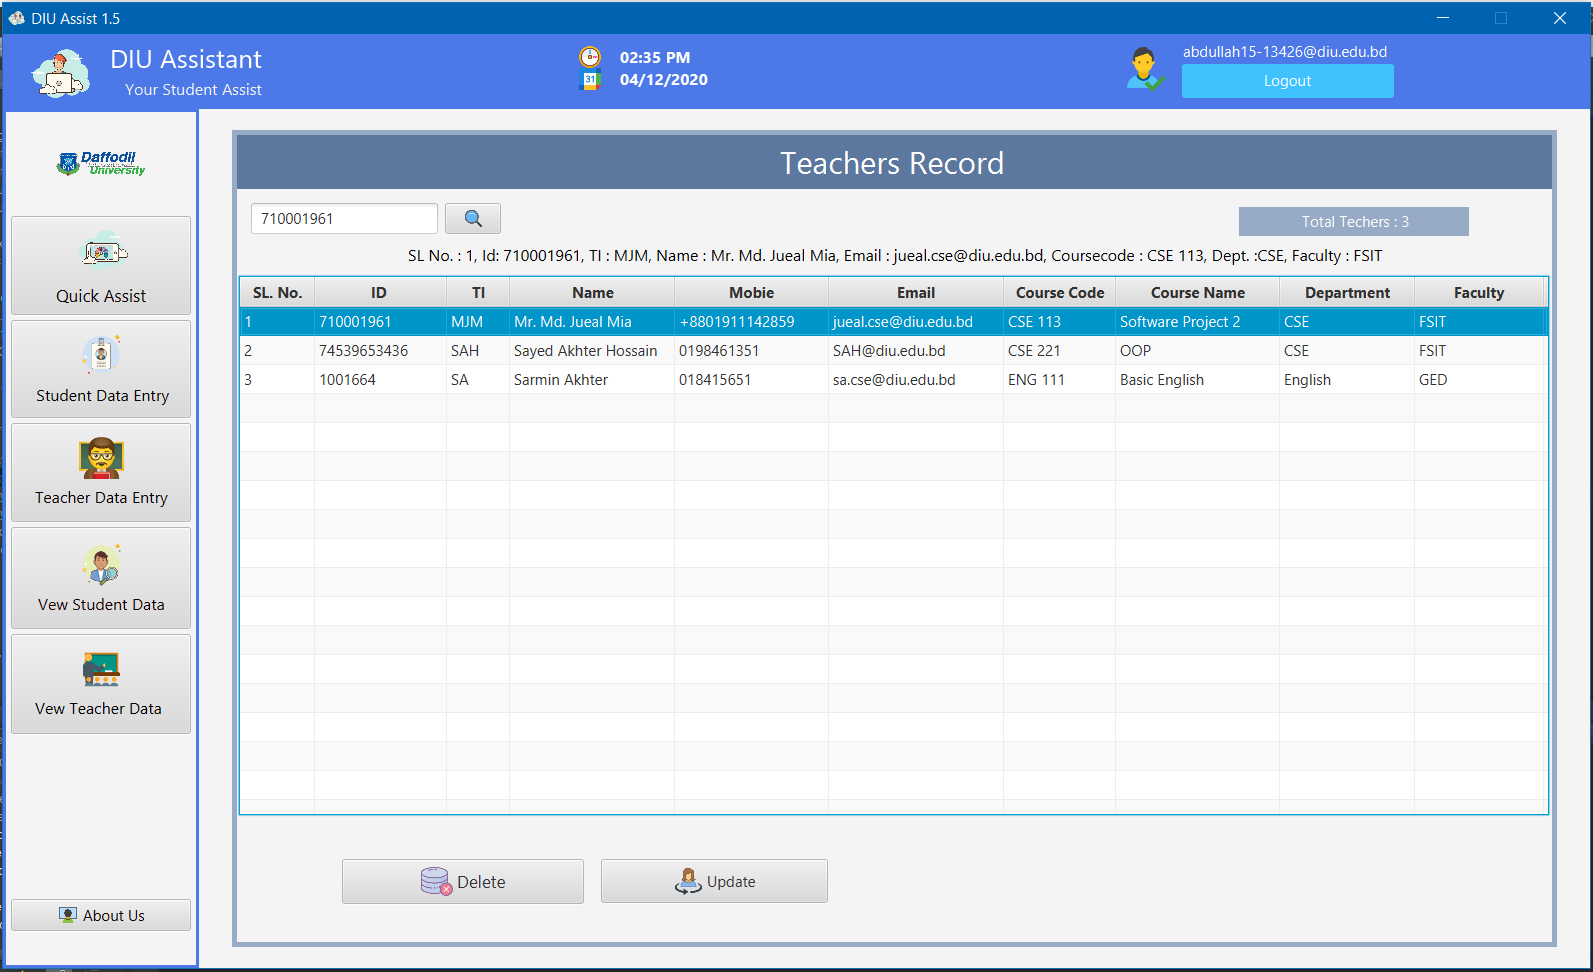 DIU Assist 1.5
DIU Assistant
Your Student Assist
02:35 PM
31
04/12/2020
abdullah15-13426@diu.edu.bd
Logout
Daffodil
University
Quick Assist
Student Data Entry
Teacher Data Entry
Vew Student Data
Vew Teacher Data
About Us
Teachers Record
710001961
Total Techers : 3
SL No. : 1, Id: 710001961, TI : MJM, Name : Mr. Md. Jueal Mia, Email : jueal.cse@diu.edu.bd, Coursecode : CSE 113, Dept. :CSE, Faculty : FSIT
SL. No. ID TI Name Mobie Email Course Code Course Name Department Faculty
1 710001961 MJM Mr. Md. Jueal Mia +8801911142859 jueal.cse@diu.edu.bd CSE 113 Software Project 2 CSE FSIT
2 74539653436 SAH Sayed Akhter Hossain 0198461351 SAH@diu.edu.bd CSE 221 OOP CSE FSIT
3 1001664 SA Sarmin Akhter 018415651 sa.cse@diu.edu.bd ENG 111 Basic English English GED
Delete
Update